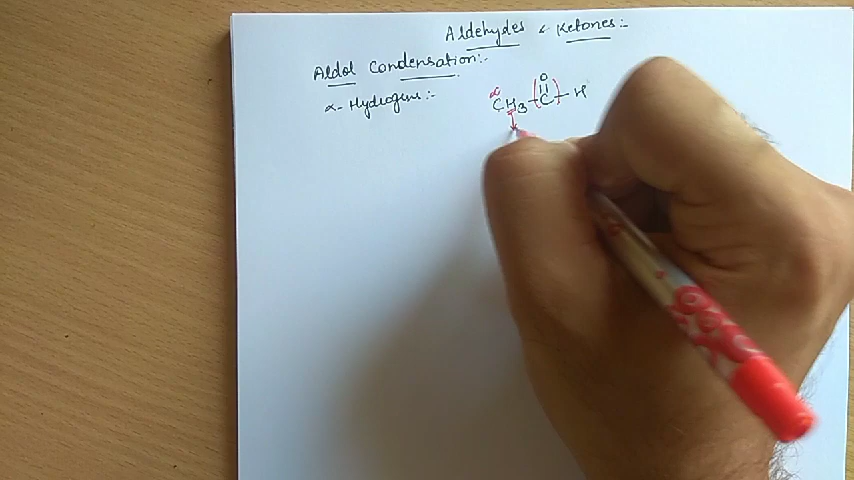 Aldehydes & Ketones:-
Aldol Condensation:-
α- Hydrogens:-
O
α
CH3-C-H